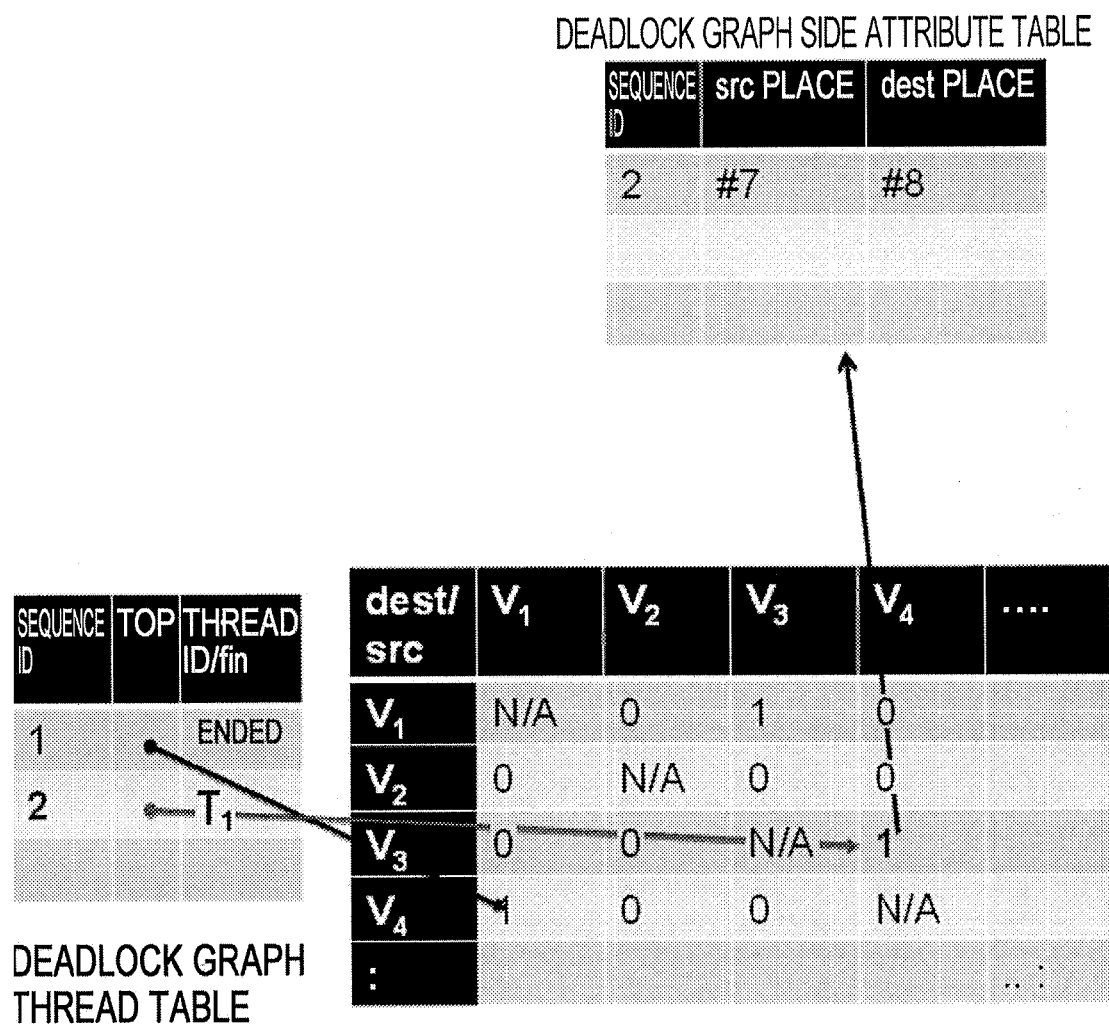 DEADLOCK GRAPH SIDE ATTRIBUTE TABLE
SEQUENCE ID src PLACE dest PLACE
2 #7 #8
SEQUENCE ID TOP THREAD ID/fin
1 ENDED
2 T₁
DEADLOCK GRAPH
THREAD TABLE
dest/ src V₁ V₂ V₃ V₄ ....
V₁ N/A 0 1 0
V₂ 0 N/A 0 0
V₃ 0 0 N/A 1
V₄ 1 0 0 N/A
: .. :